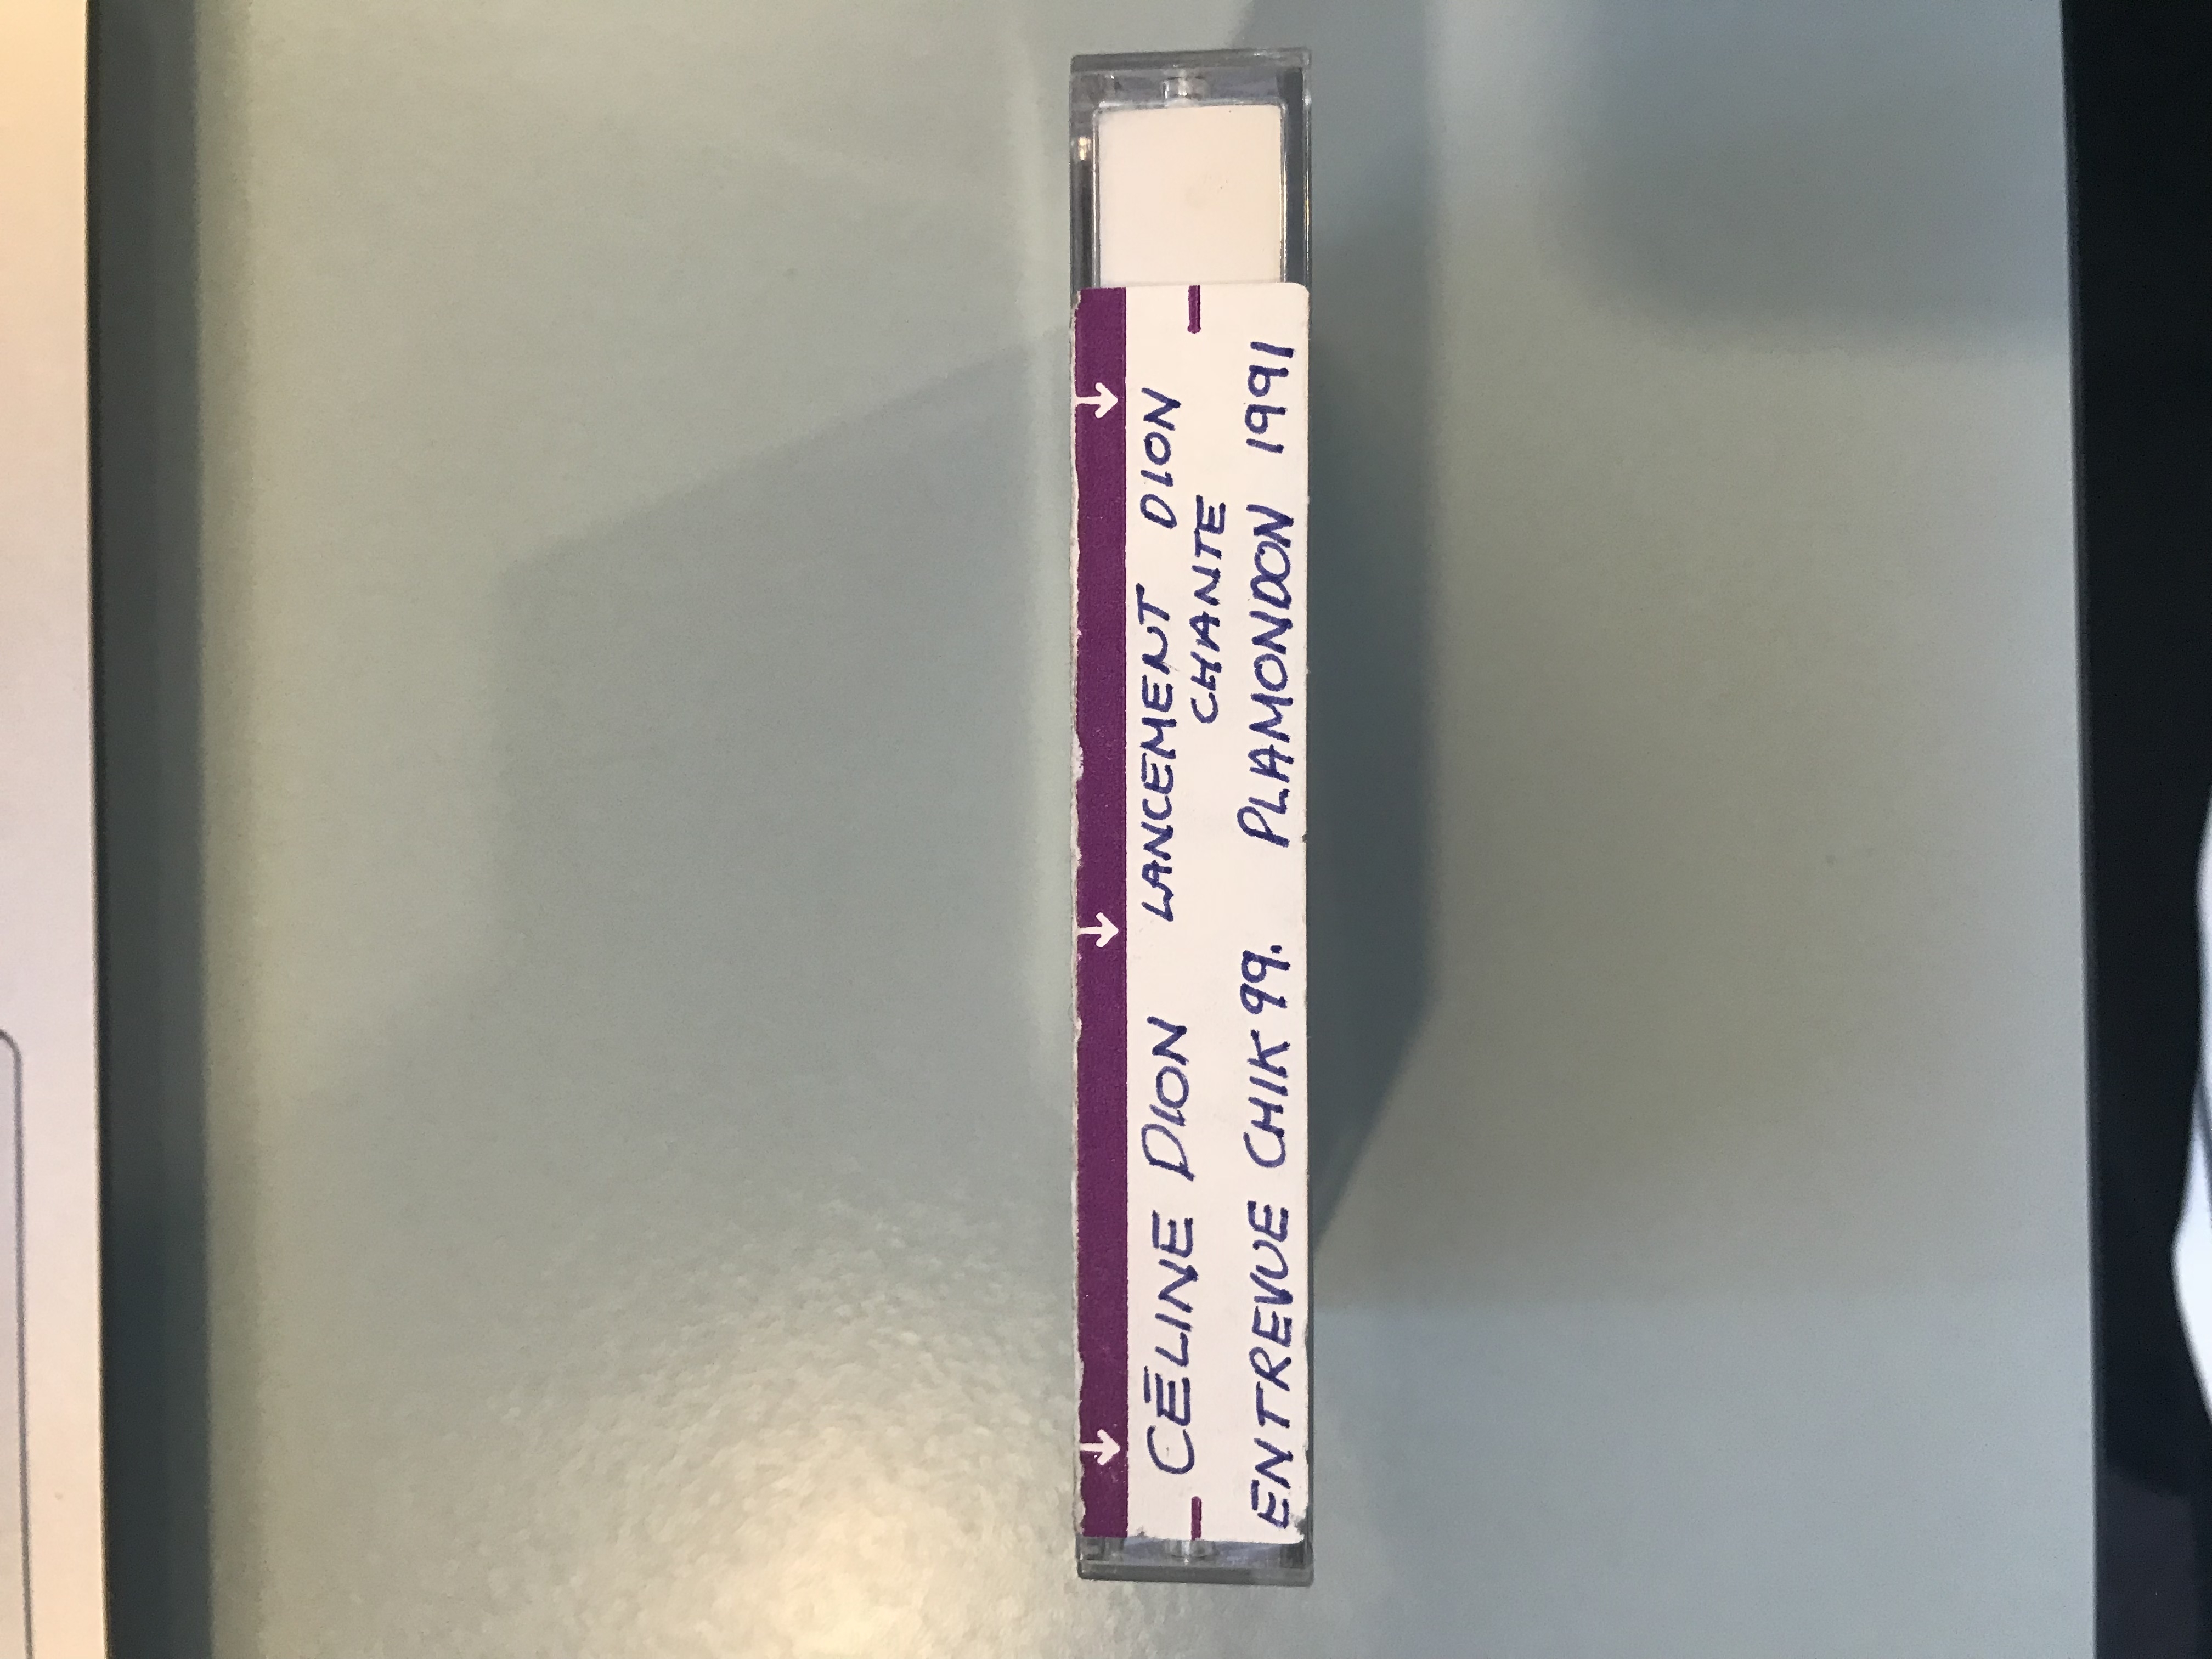 CÉLINE DION LANCEMENT DION
CHANTE
ENTREVUE CHIK 99. PLAMONDON 1991